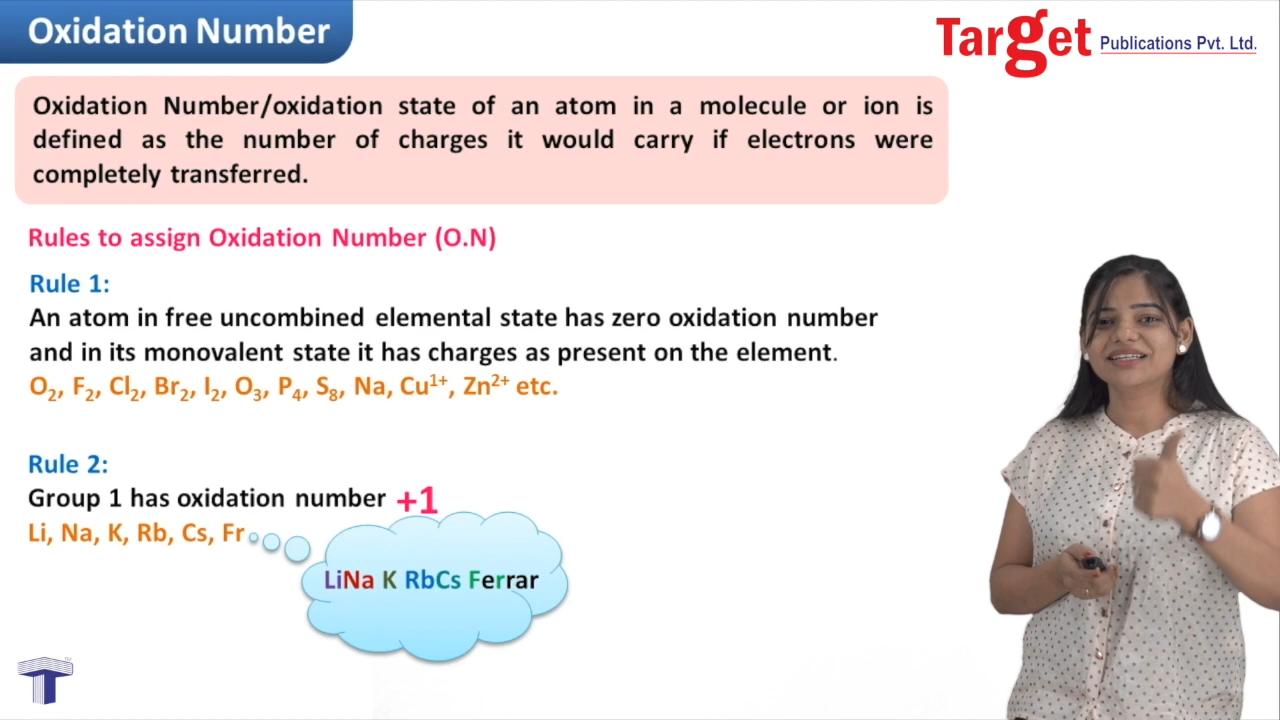 Oxidation Number
Target Publications Pvt. Ltd.
Oxidation Number/oxidation state of an atom in a molecule or ion is
defined as the number of charges it would carry if electrons were
completely transferred.
Rules to assign Oxidation Number (O.N)
Rule 1:
An atom in free uncombined elemental state has zero oxidation number
and in its monovalent state it has charges as present on the element.
O₂, F₂, Cl₂, Br₂, I₂, O₃, P₄, S₈, Na, Cu¹⁺, Zn²⁺ etc.
Rule 2:
Group 1 has oxidation number +1
Li, Na, K, Rb, Cs, Fr
LiNa K RbCs Ferrar